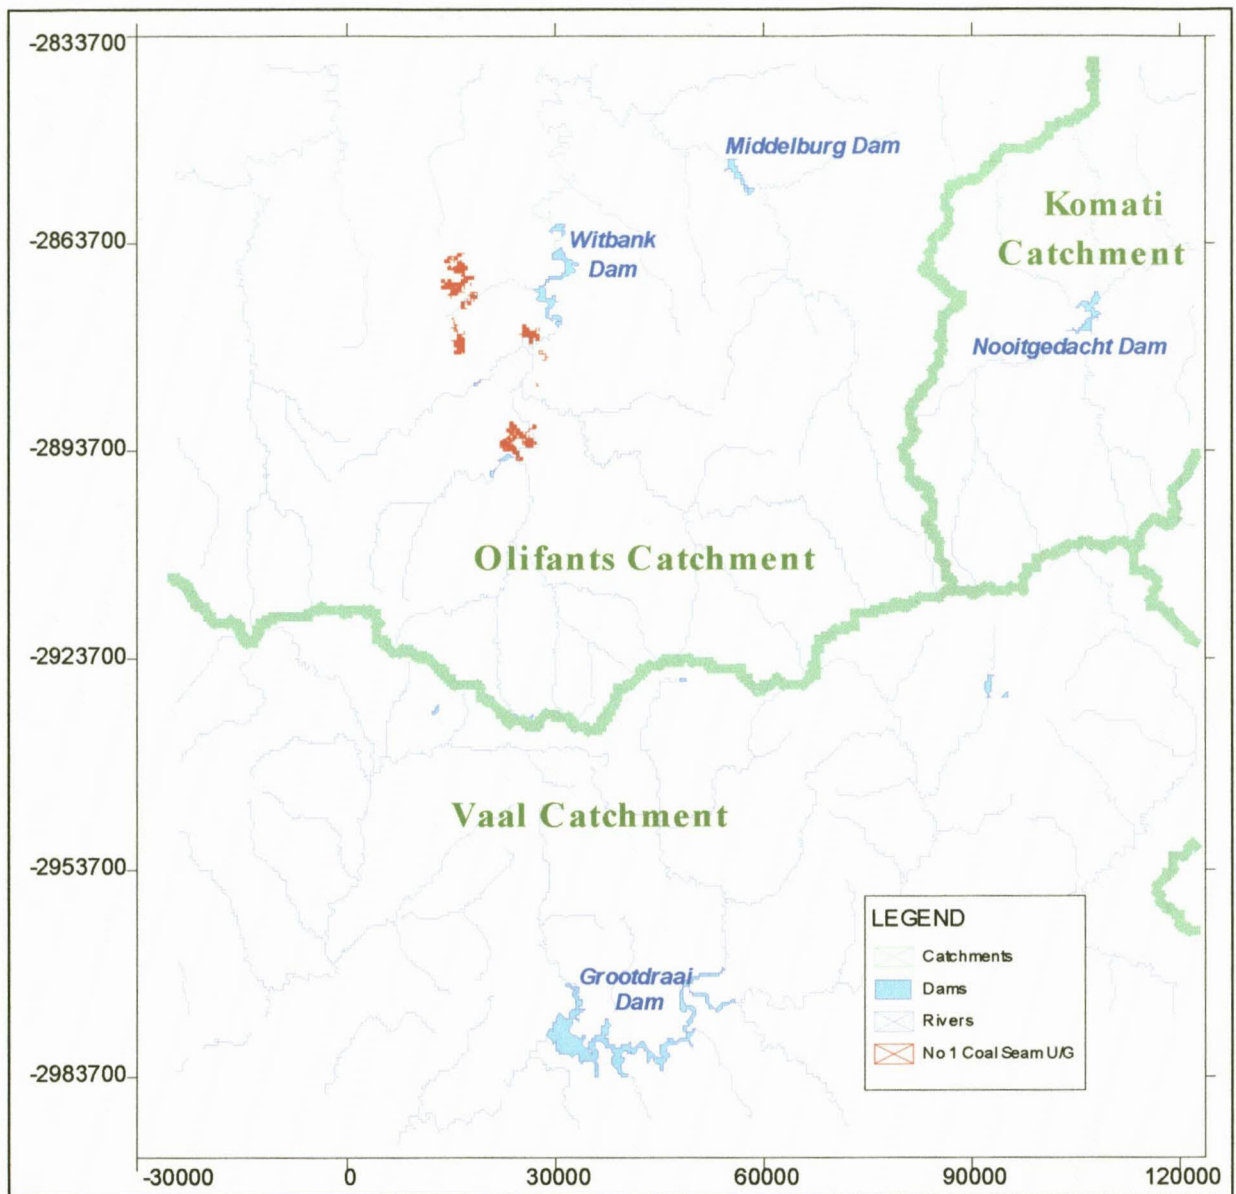 -2833700
Middelburg Dam
Komati
Catchment
-2863700
Witbank
Dam
Nooitgedacht Dam
-2893700
Olifants Catchment
-2923700
Vaal Catchment
-2953700
LEGEND
Catchments
Dams
Rivers
No 1 Coal Seam U/G
Grootdraai
Dam
-2983700
-30000 0 30000 60000 90000 120000